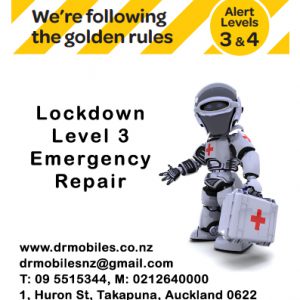 We're following
the golden rules
Alert
Levels
3 & 4
Lockdown
Level 3
Emergency
Repair
www.drmobiles.co.nz
drmobilesnz@gmail.com
T: 09 5515344, M: 0212640000
1, Huron St, Takapuna, Auckland 0622